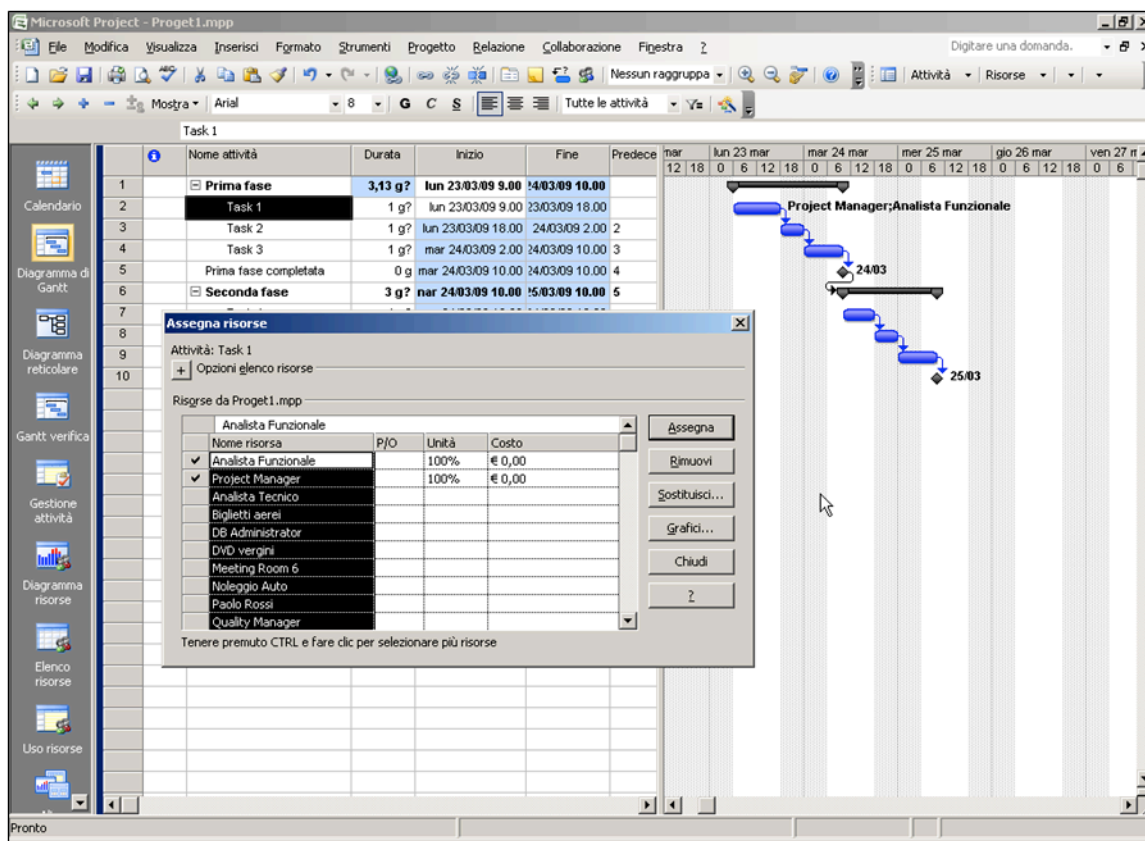 Microsoft Project - Proget1.mpp
File Modifica Visualizza Inserisci Formato Strumenti Progetto Relazione Collaborazione Finestra ? Digitare una domanda.
Nessun raggruppa Attività Risorse
Mostra Arial 8 G C S Tutte le attività
Task 1
Nome attività Durata Inizio Fine Predece
mar lun 23 mar mar 24 mar mer 25 mar gio 26 mar ven 27 m
12 18 0 6 12 18 0 6 12 18 0 6 12 18 0 6 12 18 0 6
1 Prima fase 3,13 g? lun 23/03/09 9.00 24/03/09 10.00
2 Task 1 1 g? lun 23/03/09 9.00 23/03/09 18.00 Project Manager;Analista Funzionale
3 Task 2 1 g? lun 23/03/09 18.00 24/03/09 2.00 2
4 Task 3 1 g? mar 24/03/09 2.00 24/03/09 10.00 3
5 Prima fase completata 0 g mar 24/03/09 10.00 24/03/09 10.00 4 24/03
6 Seconda fase 3 g? mar 24/03/09 10.00 25/03/09 10.00 5
7
8
9
10 25/03
Calendario
Diagramma di
Gantt
Diagramma
reticolare
Gantt verifica
Gestione
attività
Diagramma
risorse
Elenco
risorse
Uso risorse
Assegna risorse
Attività: Task 1
+ Opzioni elenco risorse
Risorse da Proget1.mpp
Analista Funzionale
Nome risorsa P/O Unità Costo
Analista Funzionale 100% € 0,00
Project Manager 100% € 0,00
Analista Tecnico
Biglietti aerei
DB Administrator
DVD vergini
Meeting Room 6
Noleggio Auto
Paolo Rossi
Quality Manager
Assegna
Rimuovi
Sostituisci...
Grafici...
Chiudi
?
Tenere premuto CTRL e fare clic per selezionare più risorse
Pronto